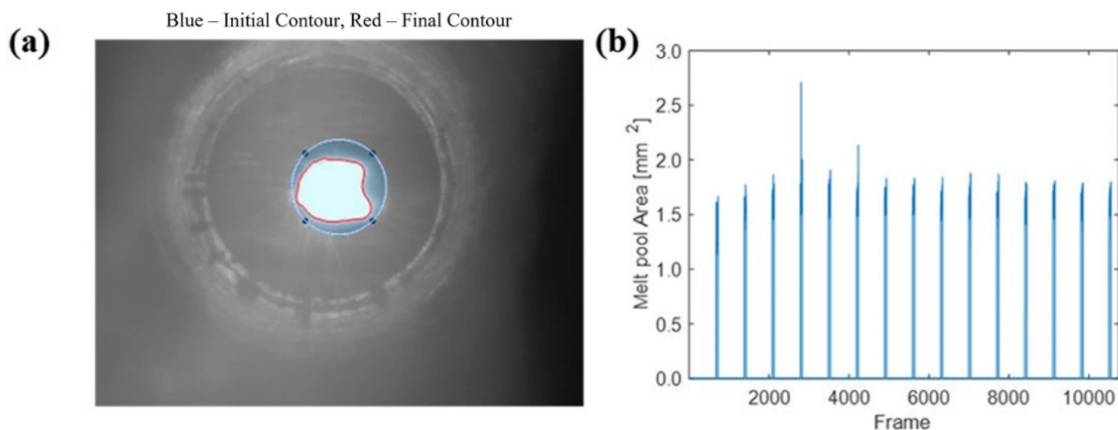 Blue – Initial Contour, Red – Final Contour
(a)
(b)
Melt pool Area [mm ²]
3.0
2.5
2.0
1.5
1.0
0.5
0.0
2000 4000 6000 8000 10000
Frame